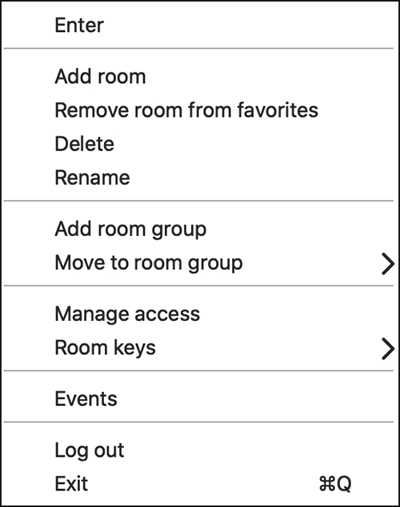 Enter
Add room
Remove room from favorites
Delete
Rename
Add room group
Move to room group
Manage access
Room keys
Events
Log out
Exit ⌘Q